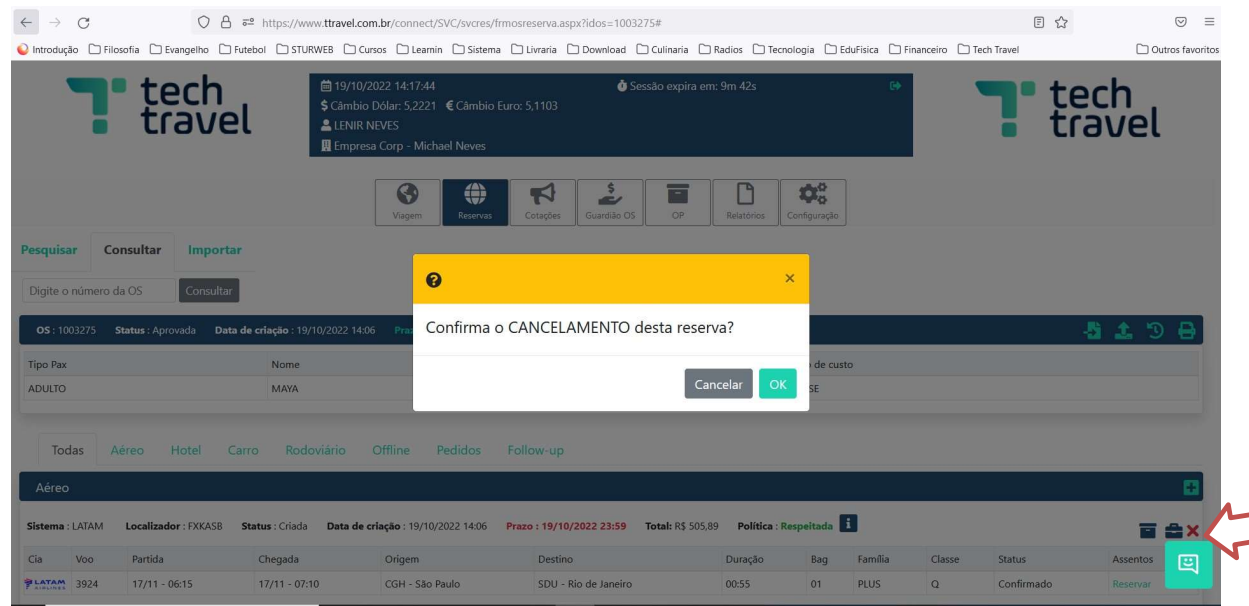 https://www.ttravel.com.br/connect/SVC/svcres/frmosreserva.aspx?idos=1003275#
Introdução Filosofia Evangelho Futebol STURWEB Cursos Learnin Sistema Livraria Download Culinaria Radios Tecnologia EduFisica Financeiro Tech Travel Outros favoritos
tech travel
19/10/2022 14:17:44 Sessão expira em: 9m 42s
Câmbio Dólar: 5,2221 Câmbio Euro: 5,1103
LENIR NEVES
Empresa Corp - Michael Neves
tech travel
Viagem Reservas Cotações Guardião OS OP Relatórios Configuração
Pesquisar Consultar Importar
Digite o número da OS Consultar
Confirma o CANCELAMENTO desta reserva?
Cancelar OK
OS : 1003275 Status : Aprovada Data de criação : 19/10/2022 14:06
Tipo Pax Nome de custo
ADULTO MAYA
Todas Aéreo Hotel Carro Rodoviário Offline Pedidos Follow-up
Aéreo
Sistema : LATAM Localizador : FXKASB Status : Criada Data de criação : 19/10/2022 14:06 Prazo : 19/10/2022 23:59 Total: R$ 505,89 Política : Respeitada
Cia Voo Partida Chegada Origem Destino Duração Bag Família Classe Status Assentos
LATAM AIRLINES 3924 17/11 - 06:15 17/11 - 07:10 CGH - São Paulo SDU - Rio de Janeiro 00:55 01 PLUS Q Confirmado Reservar